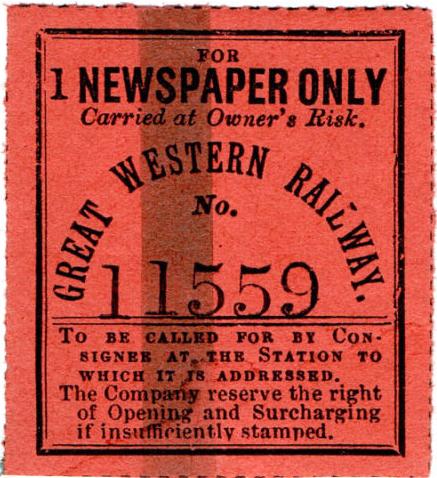 FOR
1 NEWSPAPER ONLY
Carried at Owner's Risk.
GREAT WESTERN RAILWAY.
No.
11559
TO BE CALLED FOR BY CON-
SIGNEE AT THE STATION TO
WHICH IT IS ADDRESSED.
The Company reserve the right
of Opening and Surcharging
if insufficiently stamped.